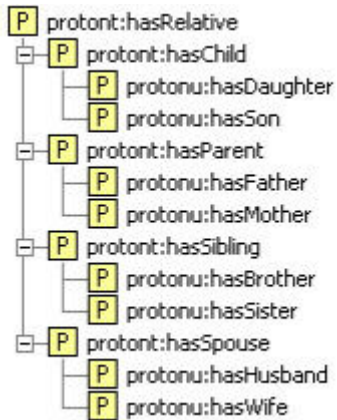 P protont:hasRelative
P protont:hasChild
P protonu:hasDaughter
P protonu:hasSon
P protont:hasParent
P protonu:hasFather
P protonu:hasMother
P protont:hasSibling
P protonu:hasBrother
P protonu:hasSister
P protont:hasSpouse
P protonu:hasHusband
P protonu:hasWife